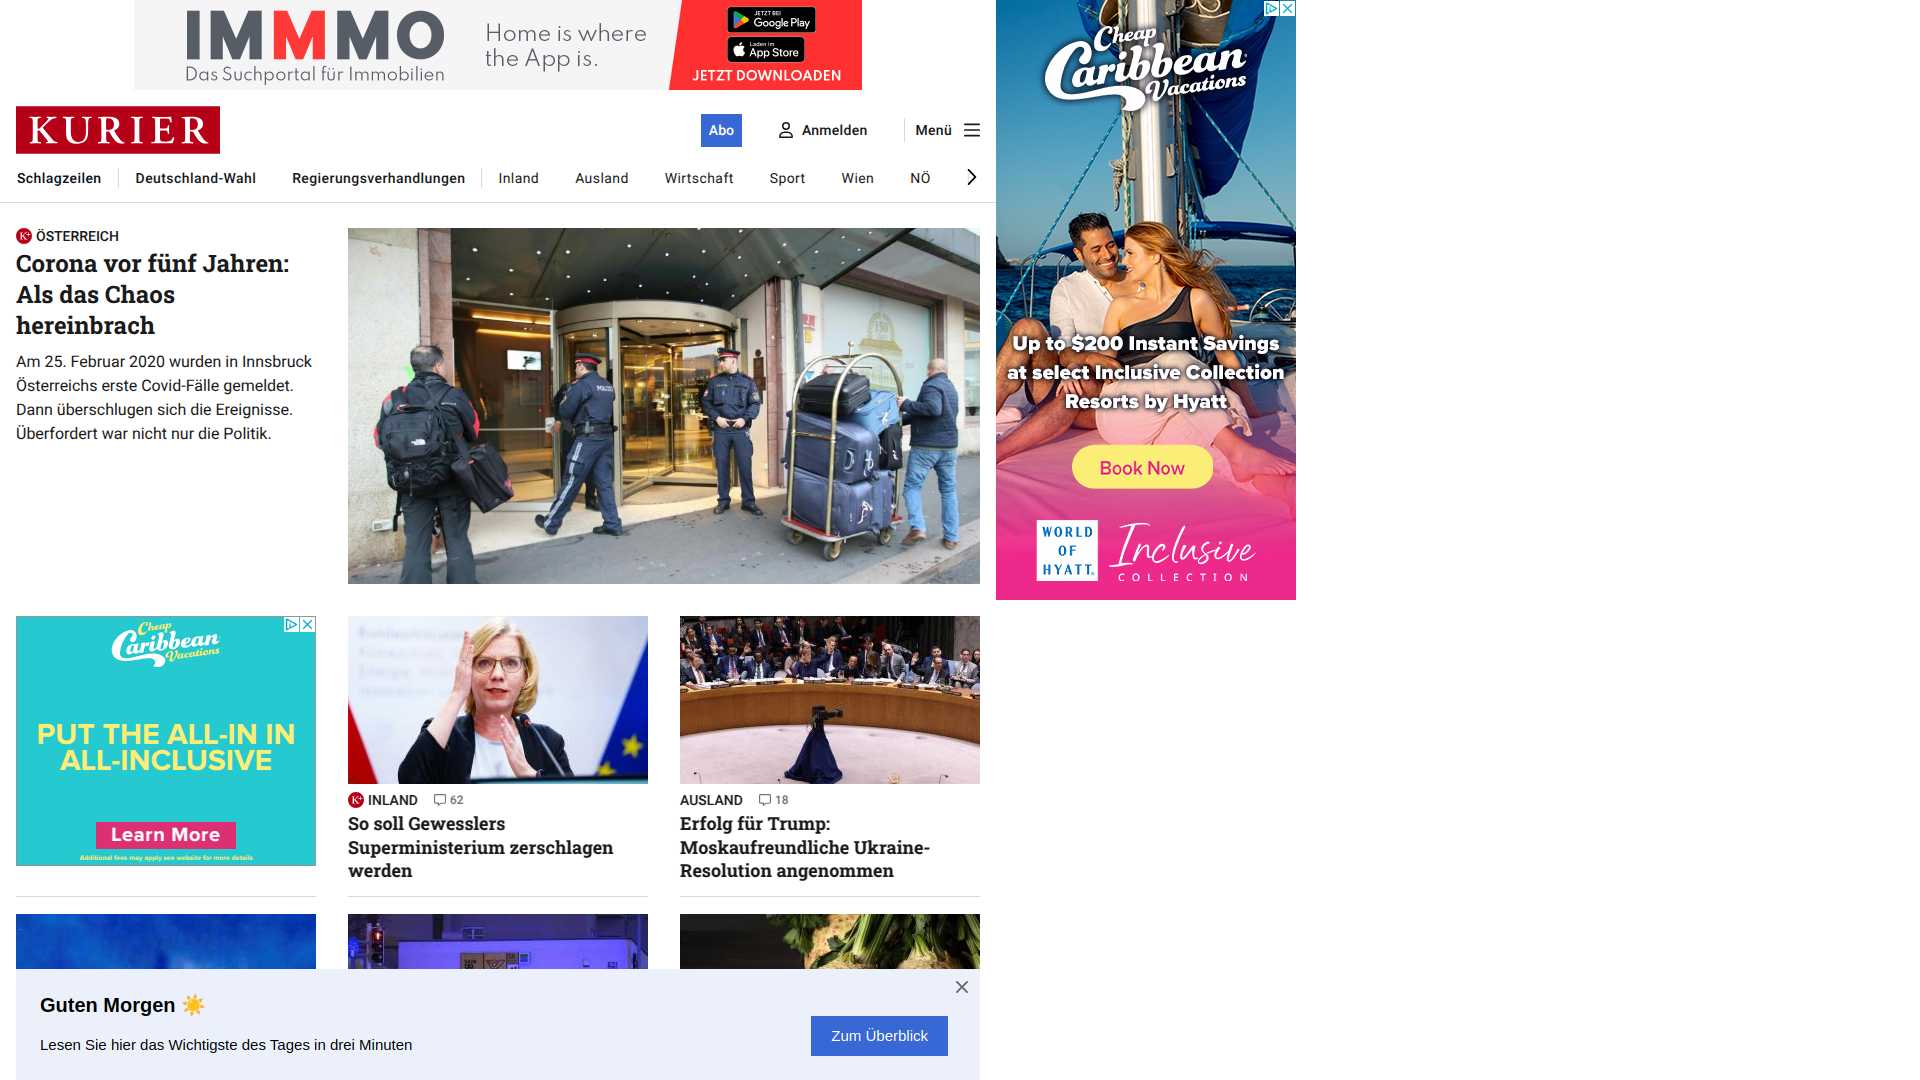 IMMMO
Das Suchportal für Immobilien
Home is where
the App is.
JETZT BEI
Google Play
Laden im
App Store
JETZT DOWNLOADEN
KURIER
Abo
Anmelden
Menü
Schlagzeilen
Deutschland-Wahl
Regierungsverhandlungen
Inland
Ausland
Wirtschaft
Sport
Wien
NÖ
K+ ÖSTERREICH
Corona vor fünf Jahren:
Als das Chaos
hereinbrach
Am 25. Februar 2020 wurden in Innsbruck
Österreichs erste Covid-Fälle gemeldet.
Dann überschlugen sich die Ereignisse.
Überfordert war nicht nur die Politik.
POLIZEI
150
Cheap
Caribbean
Vacations
Up to $200 Instant Savings
at select Inclusive Collection
Resorts by Hyatt
Book Now
WORLD
OF
HYATT.
Inclusive
COLLECTION
Cheap
Caribbean
Vacations
PUT THE ALL-IN IN
ALL-INCLUSIVE
Learn More
Additional fees may apply see website for more details
K+ INLAND 62
So soll Gewesslers
Superministerium zerschlagen
werden
AUSLAND 18
Erfolg für Trump:
Moskaufreundliche Ukraine-
Resolution angenommen
Guten Morgen ☀️
Lesen Sie hier das Wichtigste des Tages in drei Minuten
Zum Überblick